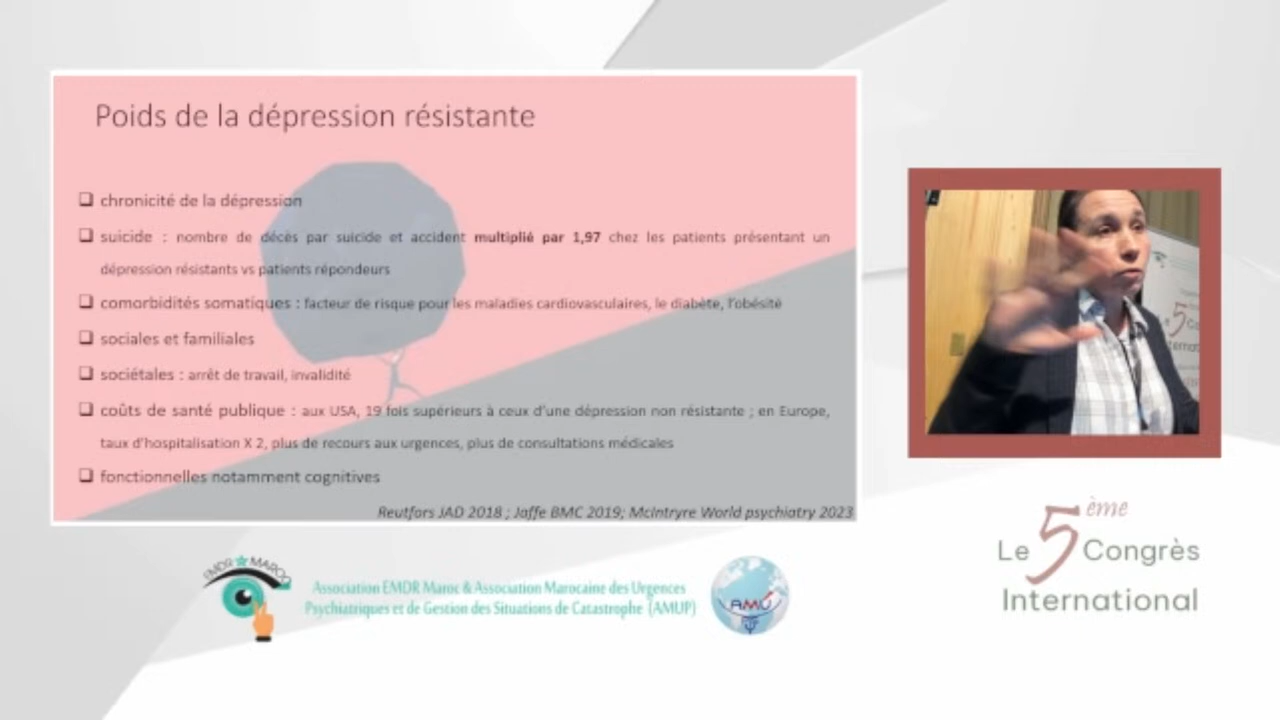 Poids de la dépression résistante
❑ chronicité de la dépression
❑ suicide : nombre de décès par suicide et accident multiplié par 1,97 chez les patients présentant un
dépression résistants vs patients répondeurs
❑ comorbidités somatiques : facteur de risque pour les maladies cardiovasculaires, le diabète, l'obésité
❑ sociales et familiales
❑ sociétales : arrêt de travail, invalidité
❑ coûts de santé publique : aux USA, 19 fois supérieurs à ceux d'une dépression non résistante ; en Europe,
taux d'hospitalisation X 2, plus de recours aux urgences, plus de consultations médicales
❑ fonctionnelles notamment cognitives
Reutfors JAD 2018 ; Jaffe BMC 2019; McIntryre World psychiatry 2023
5
Le 5ème Congrès
International
EMDR MAROC
Association EMDR Maroc & Association Marocaine des Urgences
Psychiatriques et de Gestion des Situations de Catastrophe (AMUP)
AMU